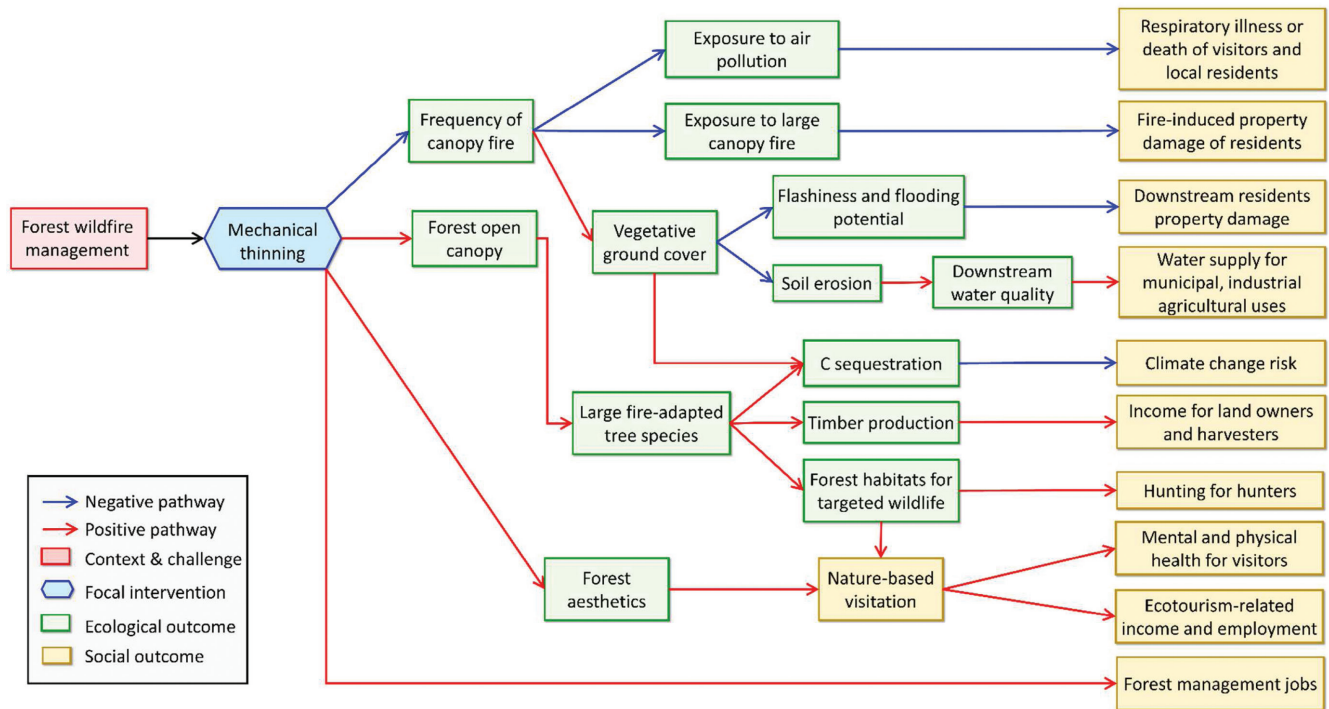 Exposure to air
pollution
Respiratory illness or
death of visitors and
local residents
Frequency of
canopy fire
Exposure to large
canopy fire
Fire-induced property
damage of residents
Forest wildfire
management
Mechanical
thinning
Forest open
canopy
Vegetative
ground cover
Flashiness and flooding
potential
Downstream residents
property damage
Soil erosion
Downstream
water quality
Water supply for
municipal, industrial
agricultural uses
C sequestration
Climate change risk
Large fire-adapted
tree species
Timber production
Income for land owners
and harvesters
Forest habitats for
targeted wildlife
Hunting for hunters
Forest
aesthetics
Nature-based
visitation
Mental and physical
health for visitors
Ecotourism-related
income and employment
Forest management jobs
Negative pathway
Positive pathway
Context & challenge
Focal intervention
Ecological outcome
Social outcome